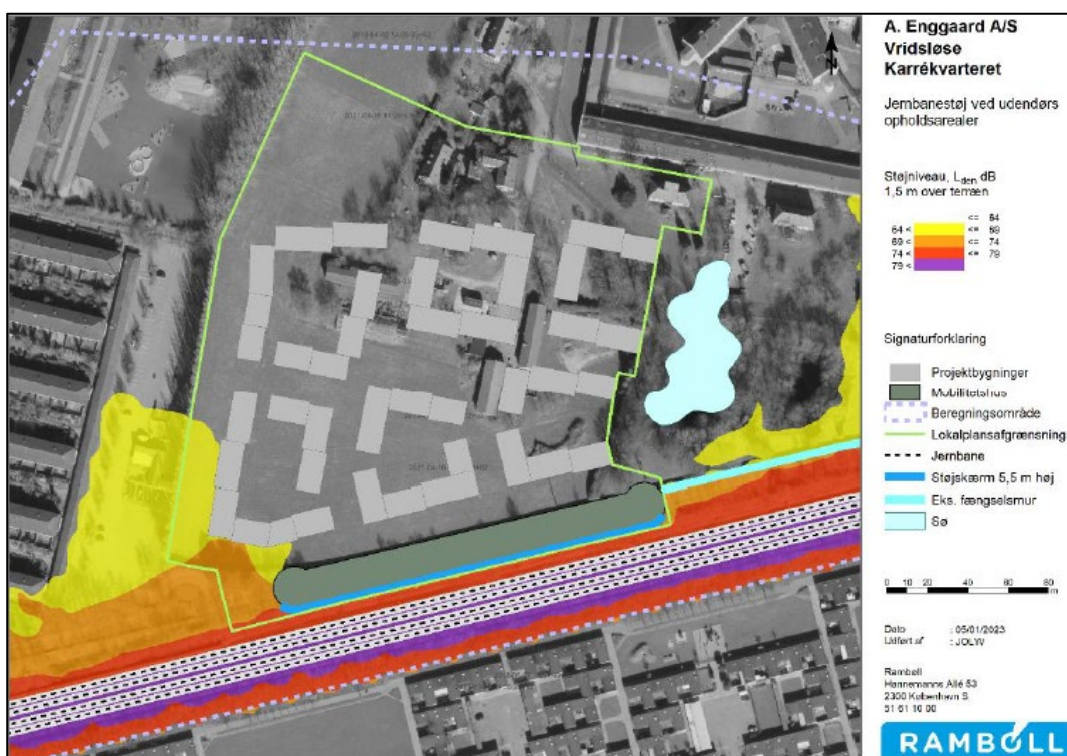 A. Enggaard A/S
Vridsløse
Karrékvarteret
Jernbanestøj ved udendørs
opholdsarealer
Støjniveau, Lden dB
1,5 m over terræn
<= 64
64 < <= 69
69 < <= 74
74 < <= 79
79 <
Signaturforklaring
Projektbygninger
Mobilitetshus
Beregningsområde
Lokalplansafgrænsning
Jernbane
Støjskærm 5,5 m høj
Eks. fængselsmur
Sø
0 10 20 40 60 80
m
Dato : 05/01/2023
Udført af : JOLYV
Rambøll
Hannemanns Allé 53
2300 København S
51 61 10 00
RAMBOLL